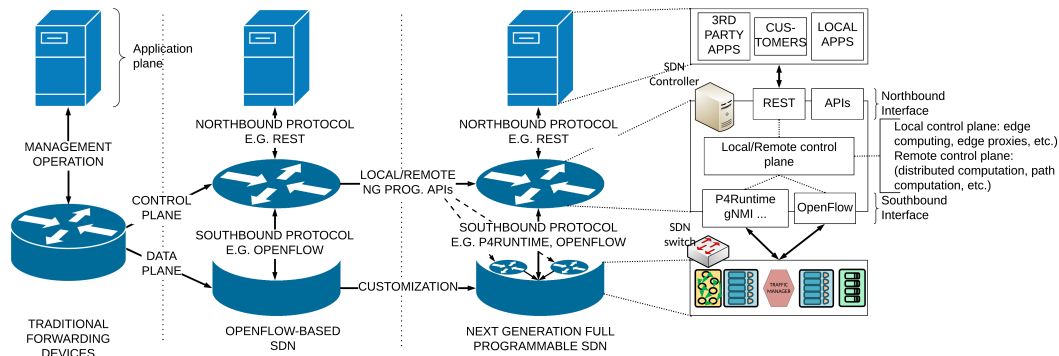 Application
plane
MANAGEMENT
OPERATION
CONTROL
PLANE
DATA
PLANE
TRADITIONAL
FORWARDING
DEVICES
NORTHBOUND PROTOCOL
E.G. REST
SOUTHBOUND PROTOCOL
E.G. OPENFLOW
OPENFLOW-BASED
SDN
LOCAL/REMOTE
NG PROG. APIs
CUSTOMIZATION
NORTHBOUND PROTOCOL
E.G. REST
SOUTHBOUND PROTOCOL
E.G. P4RUNTIME, OPENFLOW
NEXT GENERATION FULL
PROGRAMMABLE SDN
3RD
PARTY
APPS
CUS-
TOMERS
LOCAL
APPS
SDN
Controller
REST
APIs
Northbound
Interface
Local/Remote control
plane
Local control plane: edge
computing, edge proxies, etc.)
Remote control plane:
(distributed computation, path
computation, etc.)
P4Runtime
gNMI ...
OpenFlow
Southbound
Interface
SDN
switch
TRAFFIC
MANAGER